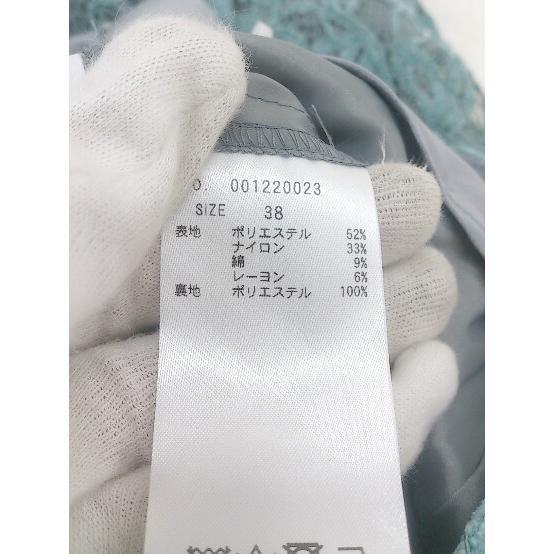 O. 001220023
SIZE 38
表地 ポリエステル 52%
ナイロン 33%
綿 9%
レーヨン 6%
裏地 ポリエステル 100%